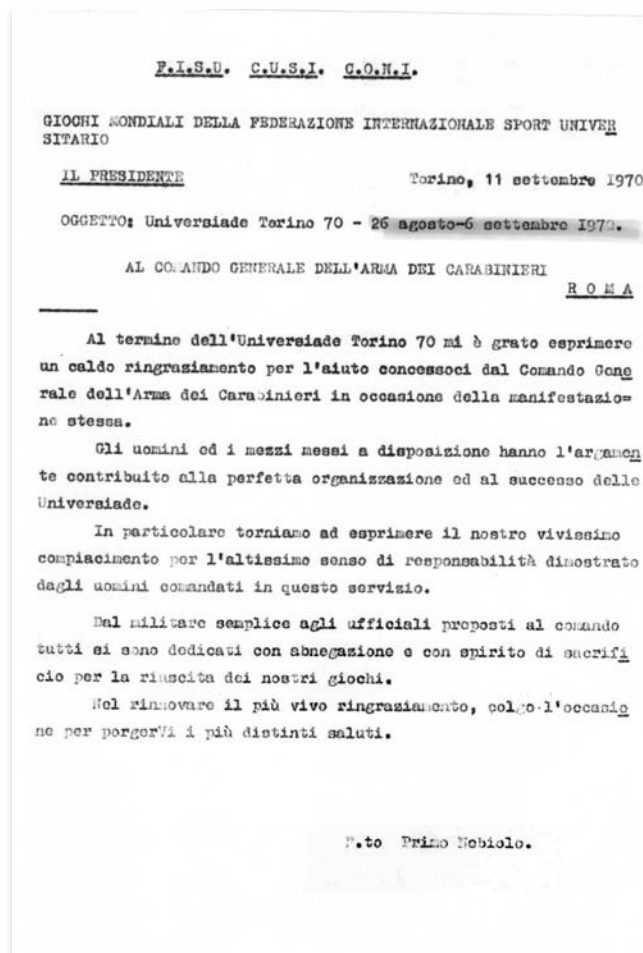 F.I.S.U. C.U.S.I. C.O.N.I.
GIOCHI MONDIALI DELLA FEDERAZIONE INTERNAZIONALE SPORT UNIVER
SITARIO
IL PRESIDENTE Torino, 11 settembre 1970
OGGETTO: Universiade Torino 70 - 26 agosto-6 settembre 1970.
AL COMANDO GENERALE DELL'ARMA DEI CARABINIERI
R O M A
Al termine dell'Universiade Torino 70 mi è grato esprimere
un caldo ringraziamento per l'aiuto concessoci dal Comando Gene
rale dell'Arma dei Carabinieri in occasione della manifestazio=
ne stessa.
Gli uomini ed i mezzi messi a disposizione hanno l'argamen
te contribuito alla perfetta organizzazione ed al successo delle
Universiade.
In particolare torniamo ad esprimere il nostro vivissimo
compiacimento per l'altissimo senso di responsabilità dimostrato
dagli uomini comandati in questo servizio.
Dal militare semplice agli ufficiali preposti al comando
tutti si sono dedicati con abnegazione e con spirito di sacrifi
cio per la riuscita dei nostri giochi.
Nel rinnovare il più vivo ringraziamento, colgo l'occasio
ne per porgerVi i più distinti saluti.
F.to Primo Nebiolo.